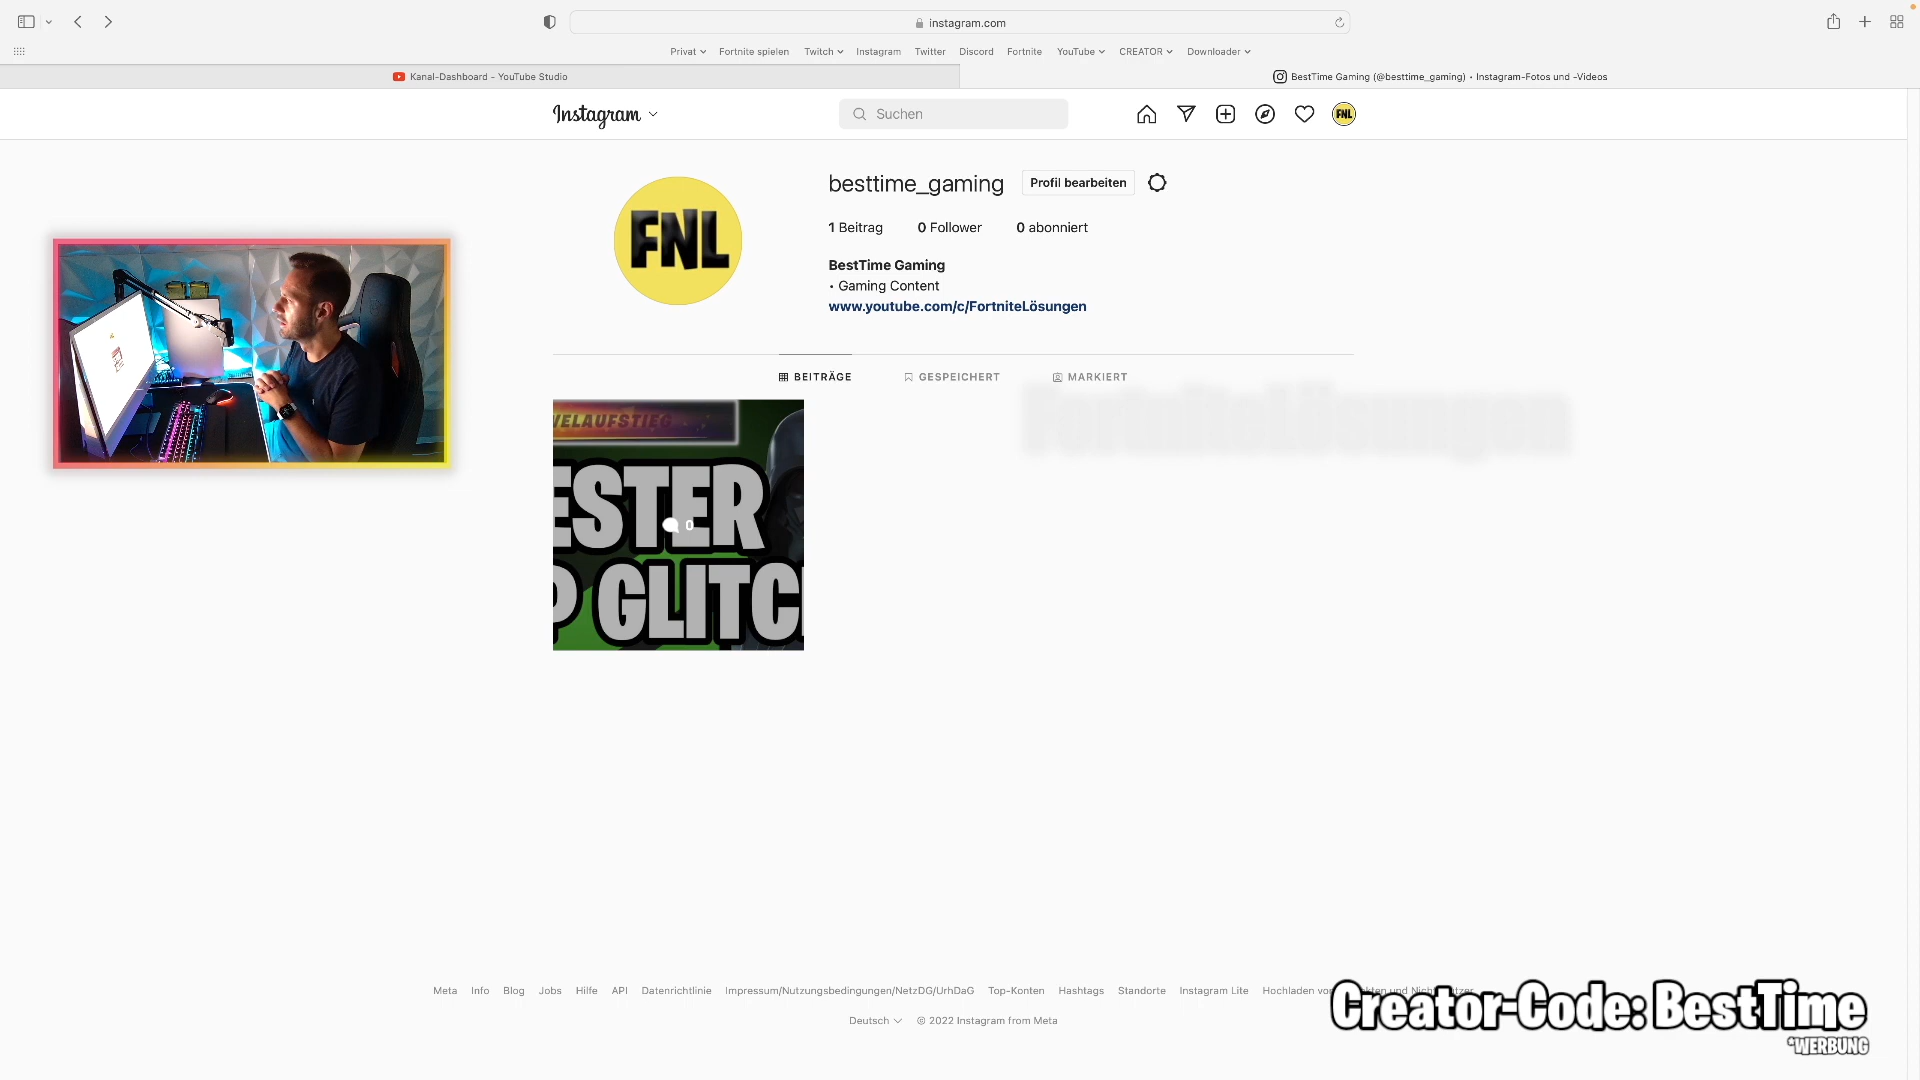 instagram.com
Privat
Fortnite spielen
Twitch
Instagram
Twitter
Discord
Fortnite
YouTube
CREATOR
Downloader
Kanal-Dashboard - YouTube Studio
BestTime Gaming (@besttime_gaming) • Instagram-Fotos und -Videos
Instagram
Suchen
FNL
FNL
besttime_gaming
Profil bearbeiten
1 Beitrag
0 Follower
0 abonniert
BestTime Gaming
• Gaming Content
www.youtube.com/c/FortniteLösungen
BEITRÄGE
GESPEICHERT
MARKIERT
FortniteLösungen
VELAUFSTIEG
ESTER
0
P GLITC
Meta
Info
Blog
Jobs
Hilfe
API
Datenrichtlinie
Impressum/Nutzungsbedingungen/NetzDG/UrhDaG
Top-Konten
Hashtags
Standorte
Instagram Lite
Hochladen
Deutsch
© 2022 Instagram from Meta
Creator-Code: BestTime
*WERBUNG